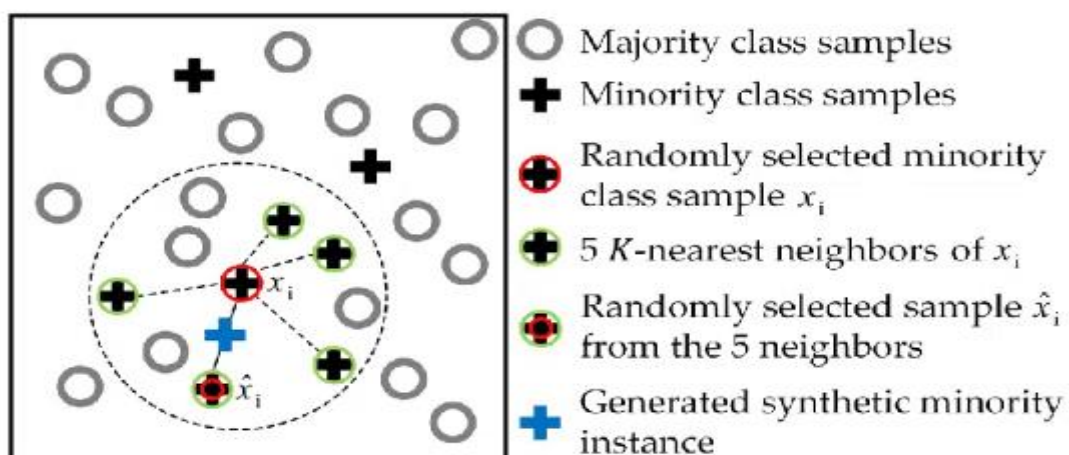 Majority class samples
Minority class samples
Randomly selected minority
class sample xᵢ
5 K-nearest neighbors of xᵢ
Randomly selected sample x̂ᵢ
from the 5 neighbors
Generated synthetic minority
instance
xᵢ
x̂ᵢ